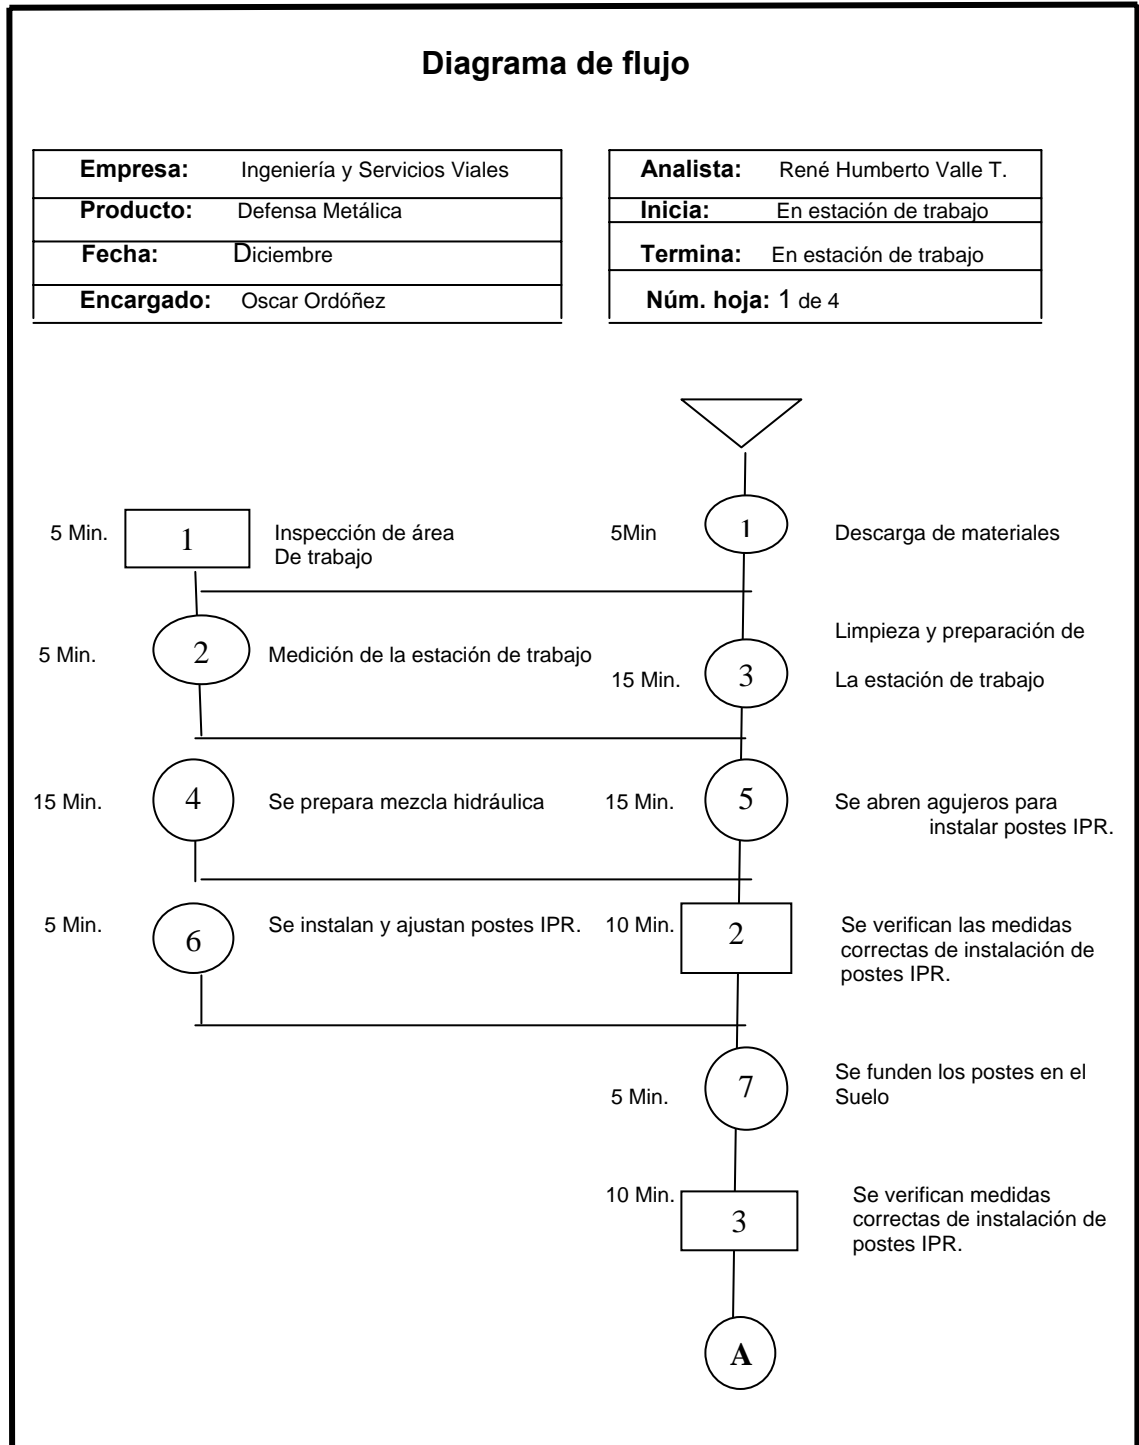 Diagrama de flujo
Empresa: Ingeniería y Servicios Viales
Producto: Defensa Metálica
Fecha: Diciembre
Encargado: Oscar Ordóñez
Analista: René Humberto Valle T.
Inicia: En estación de trabajo
Termina: En estación de trabajo
Núm. hoja: 1 de 4
5 Min. 1 Inspección de área
De trabajo
5Min 1 Descarga de materiales
5 Min. 2 Medición de la estación de trabajo
Limpieza y preparación de
15 Min. 3 La estación de trabajo
15 Min. 4 Se prepara mezcla hidráulica
15 Min. 5 Se abren agujeros para
instalar postes IPR.
5 Min. 6 Se instalan y ajustan postes IPR.
10 Min. 2 Se verifican las medidas
correctas de instalación de
postes IPR.
5 Min. 7 Se funden los postes en el
Suelo
10 Min. 3 Se verifican medidas
correctas de instalación de
postes IPR.
A